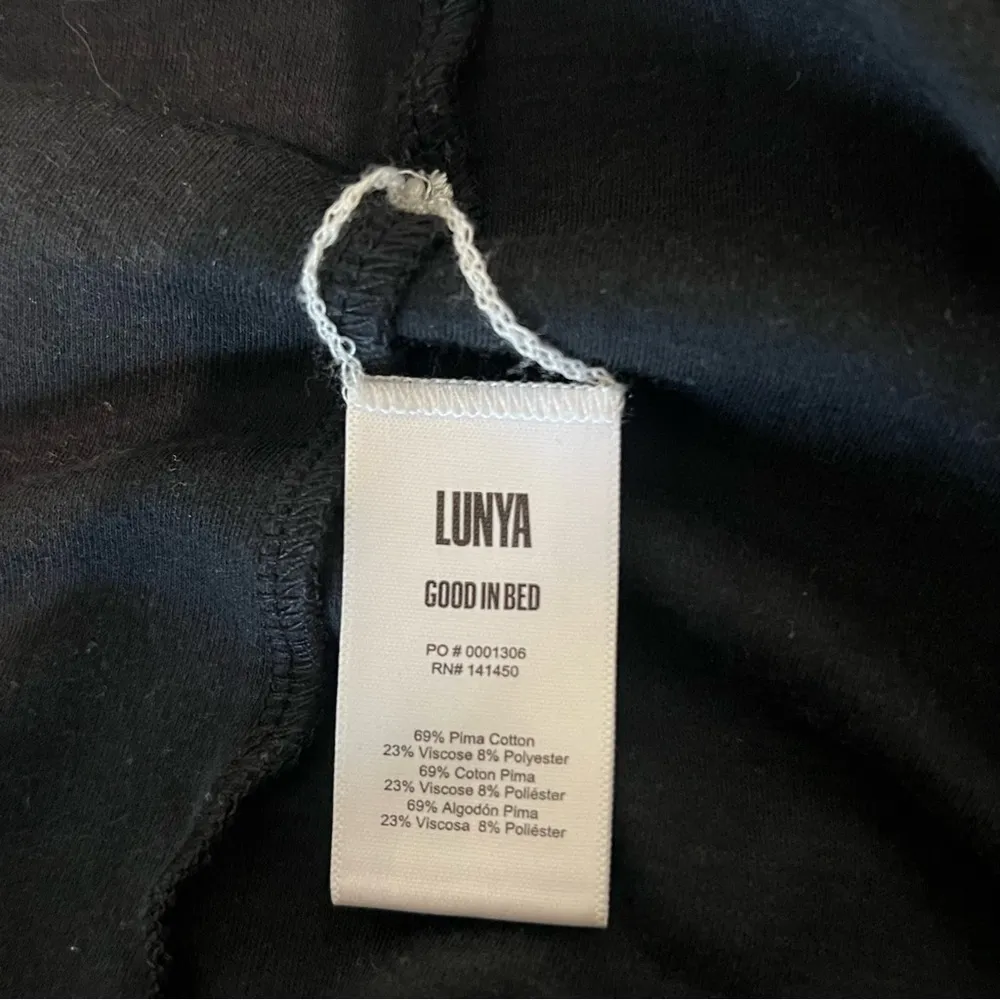 LUNYA
GOOD IN BED
PO # 0001306
RN# 141450
69% Pima Cotton
23% Viscose 8% Polyester
69% Coton Pima
23% Viscose 8% Poliéster
69% Algodón Pima
23% Viscosa 8% Poliéster